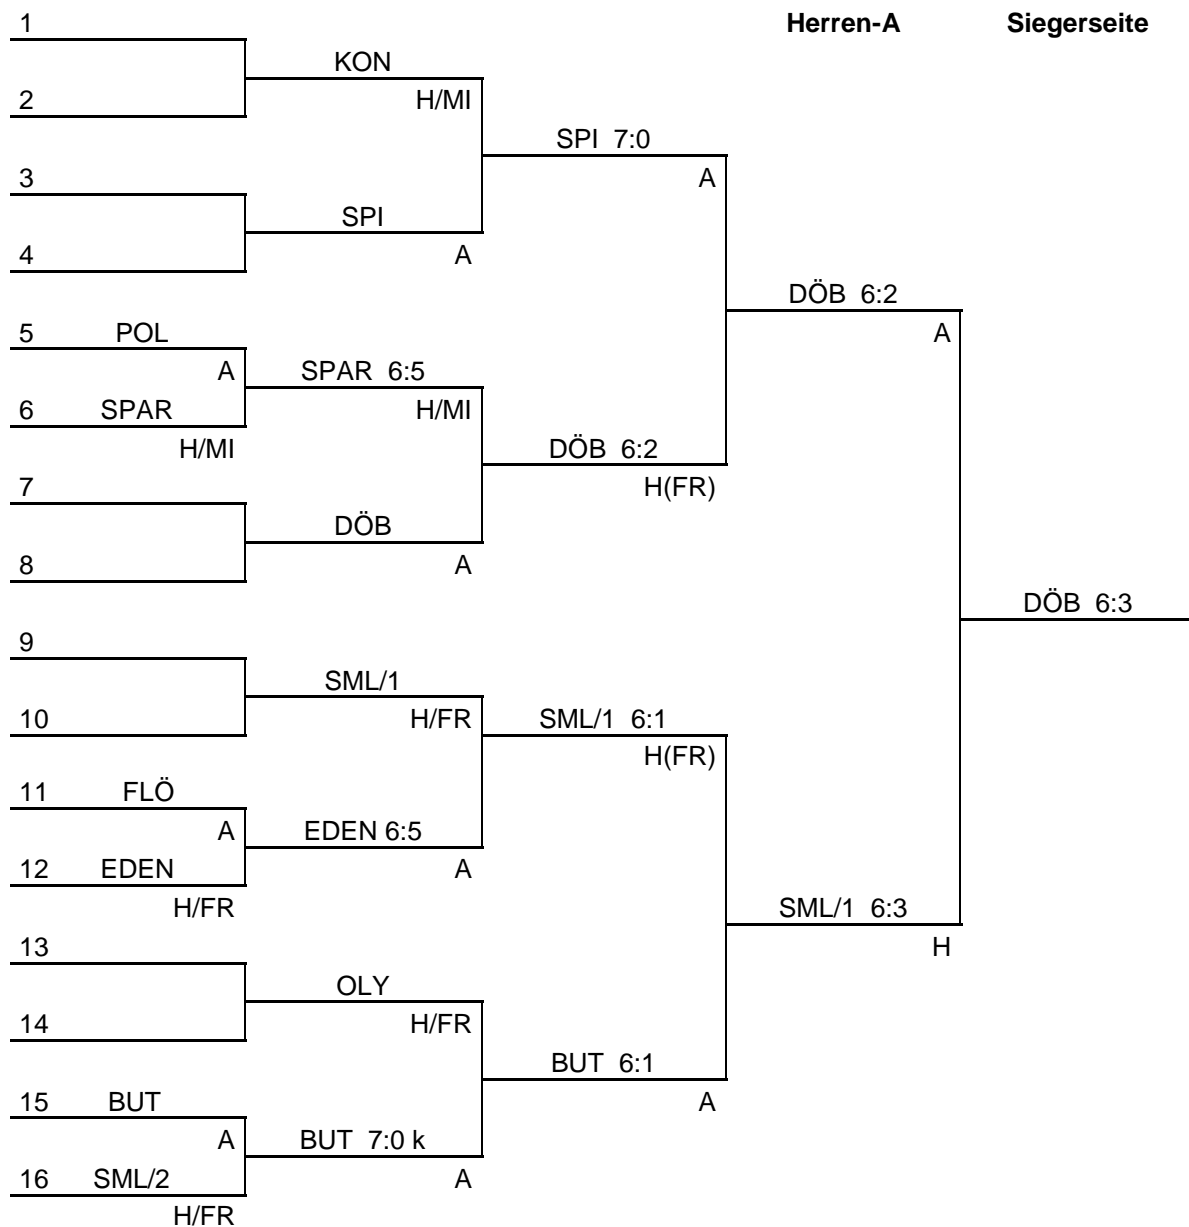 1 Herren-A Siegerseite
KON
2 H/MI
SPI 7:0
3 A
SPI
4 A
DÖB 6:2
5 POL A
A SPAR 6:5
6 SPAR H/MI
H/MI DÖB 6:2
7 H(FR)
DÖB
8 A
DÖB 6:3
9
SML/1
10 H/FR SML/1 6:1
H(FR)
11 FLÖ
A EDEN 6:5
12 EDEN A
H/FR SML/1 6:3
13 H
OLY
14 H/FR
BUT 6:1
15 BUT A
A BUT 7:0 k
16 SML/2 A
H/FR